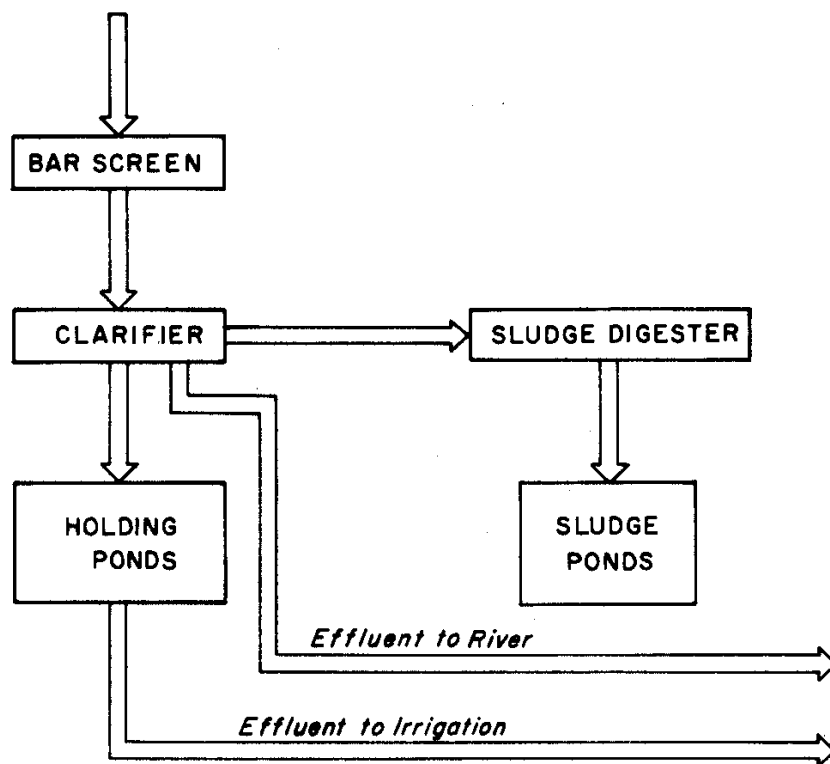 BAR SCREEN
CLARIFIER
SLUDGE DIGESTER
HOLDING
PONDS
SLUDGE
PONDS
Effluent to River
Effluent to Irrigation